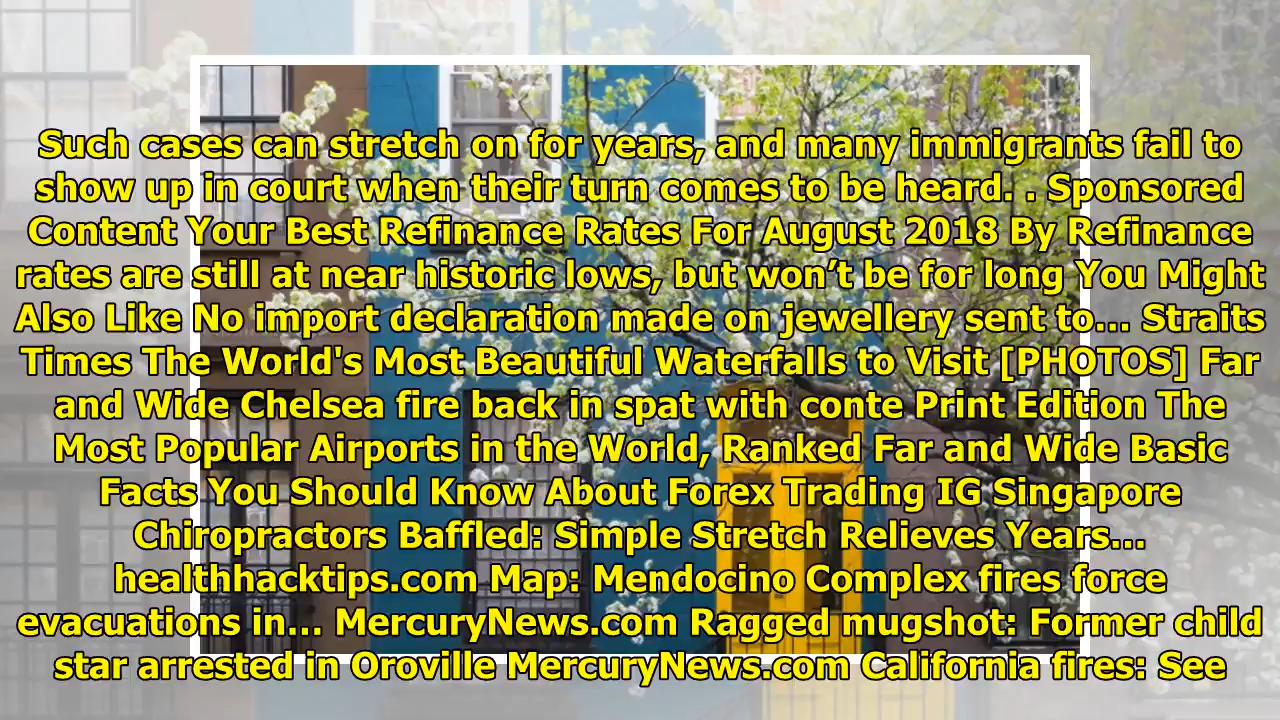 Such cases can stretch on for years, and many immigrants fail to
show up in court when their turn comes to be heard. . Sponsored
Content Your Best Refinance Rates For August 2018 By Refinance
rates are still at near historic lows, but won’t be for long You Might
Also Like No import declaration made on jewellery sent to... Straits
Times The World's Most Beautiful Waterfalls to Visit [PHOTOS] Far
and Wide Chelsea fire back in spat with conte Print Edition The
Most Popular Airports in the World, Ranked Far and Wide Basic
Facts You Should Know About Forex Trading IG Singapore
Chiropractors Baffled: Simple Stretch Relieves Years...
healthhacktips.com Map: Mendocino Complex fires force
evacuations in... MercuryNews.com Ragged mugshot: Former child
star arrested in Oroville MercuryNews.com California fires: See